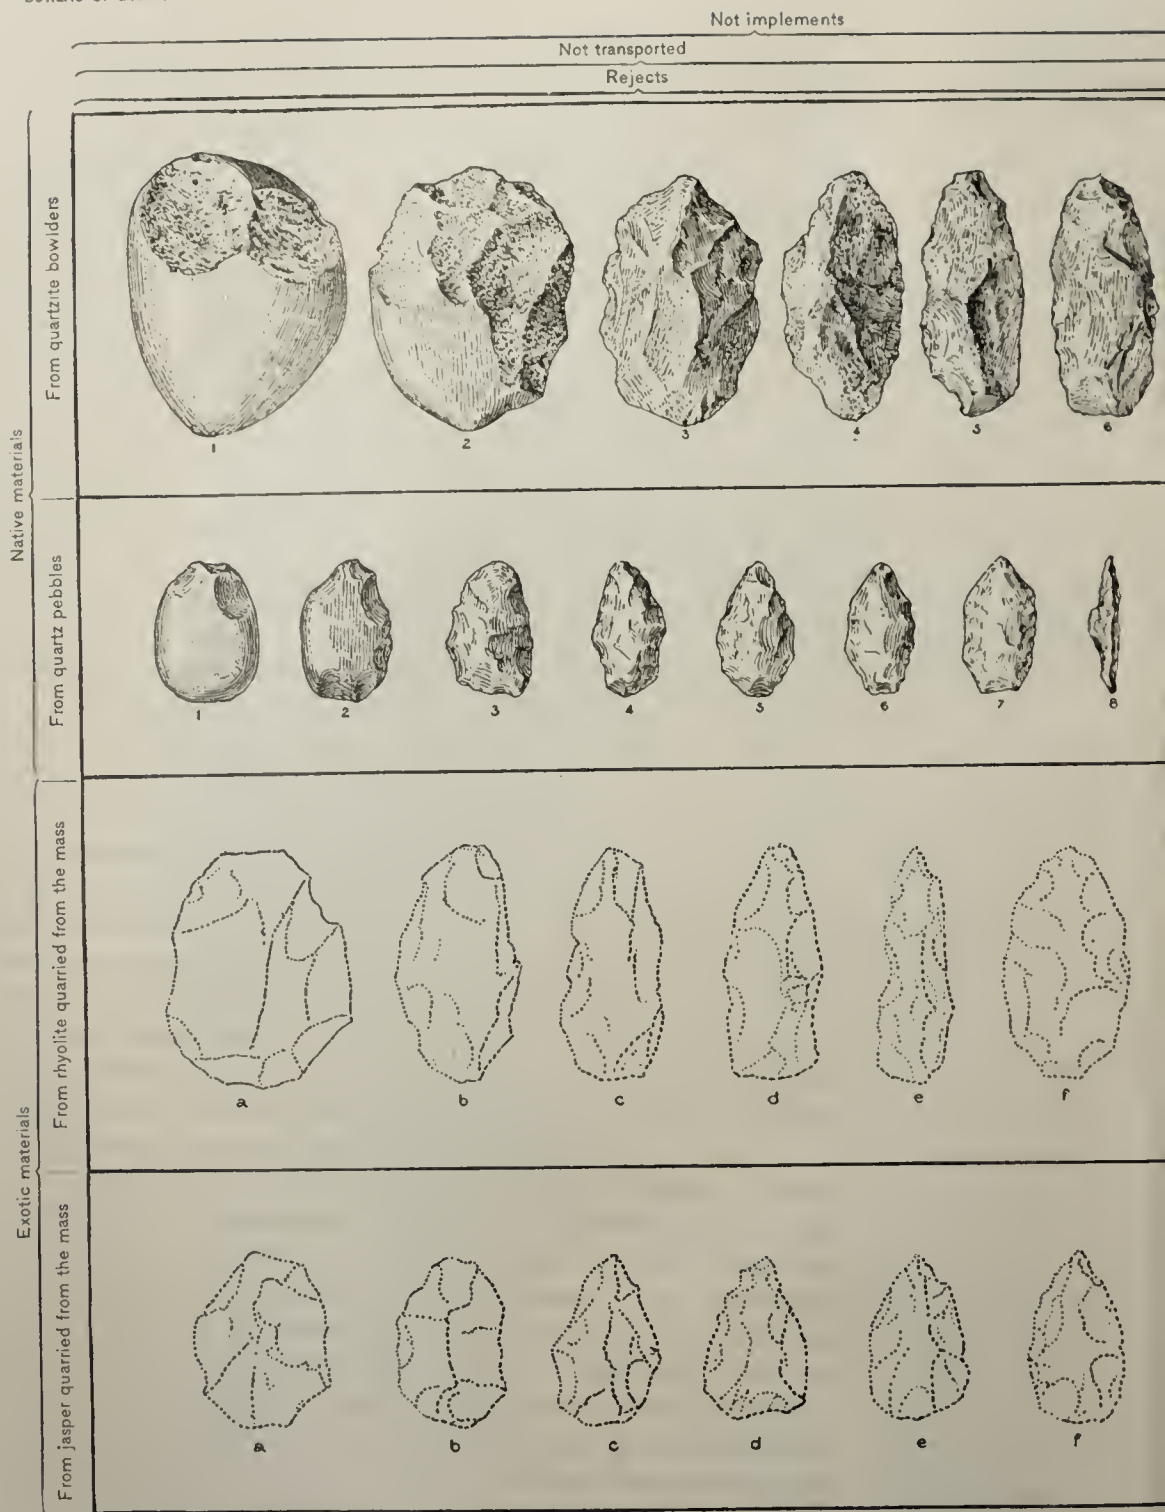 Not implements
Not transported
Rejects
Native materials
From quartzite bowlders
1 2 3 4 5 6
From quartz pebbles
1 2 3 4 5 6 7 8
Exotic materials
From rhyolite quarried from the mass
a b c d e f
From jasper quarried from the mass
a b c d e f